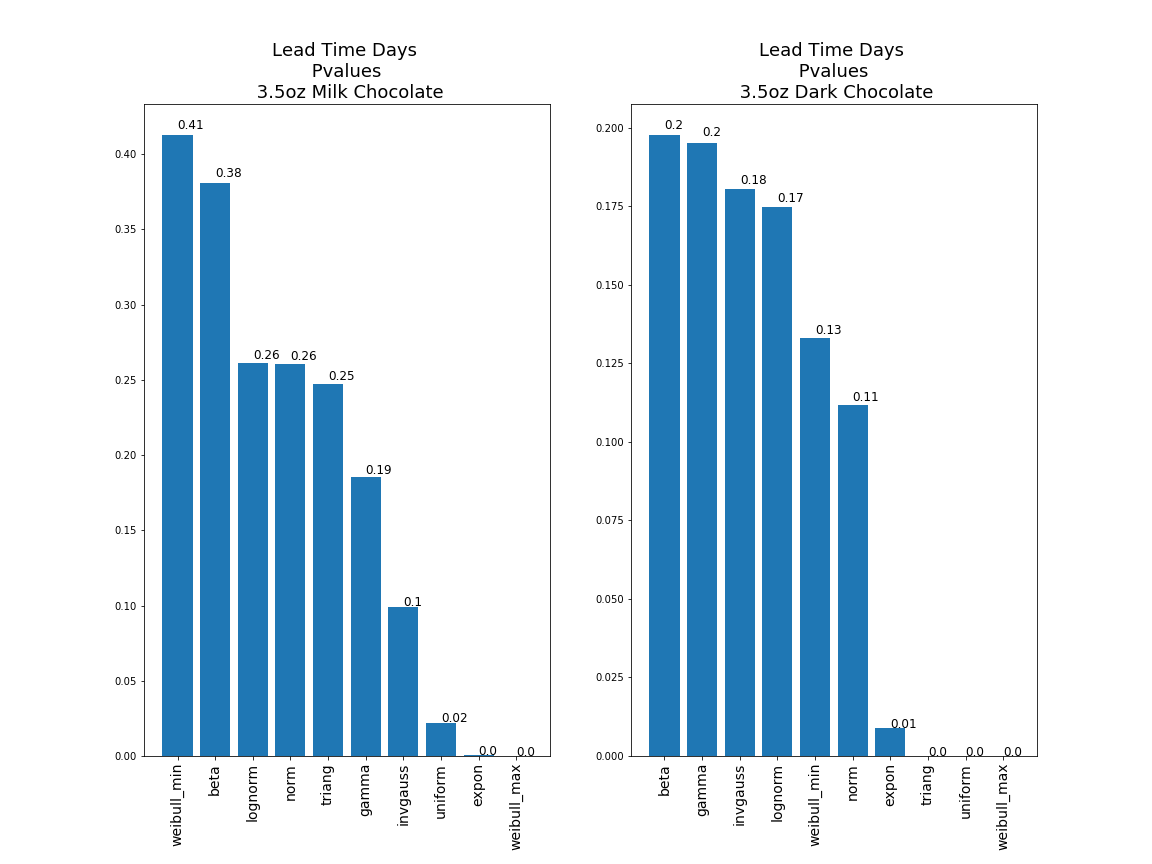 Lead Time Days
Pvalues
3.5oz Milk Chocolate
0.40
0.35
0.30
0.25
0.20
0.15
0.10
0.05
0.00
0.41
0.38
0.26
0.26
0.25
0.19
0.1
0.02
0.0
0.0
weibull_min
beta
lognorm
norm
triang
gamma
invgauss
uniform
expon
weibull_max
Lead Time Days
Pvalues
3.5oz Dark Chocolate
0.200
0.175
0.150
0.125
0.100
0.075
0.050
0.025
0.000
0.2
0.2
0.18
0.17
0.13
0.11
0.01
0.0
0.0
0.0
beta
gamma
invgauss
lognorm
weibull_min
norm
expon
triang
uniform
weibull_max